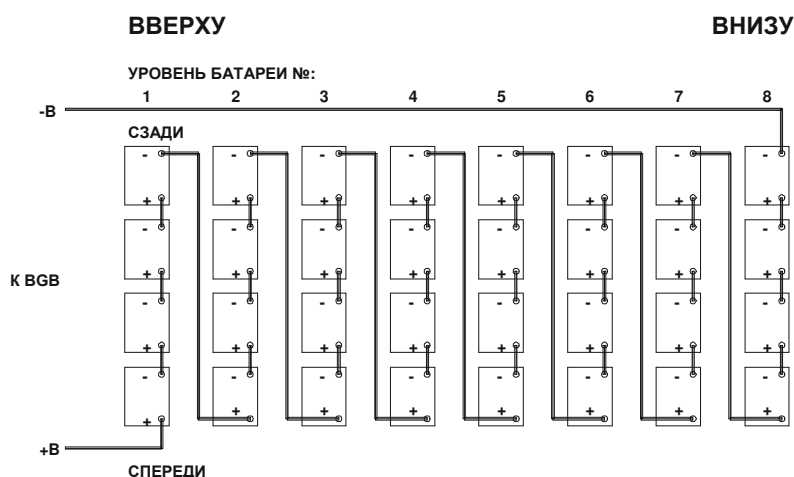 ВВЕРХУ ВНИЗУ
УРОВЕНЬ БАТАРЕИ №:
1 2 3 4 5 6 7 8
-В
СЗАДИ
- - - - - - - -
+ + + + + + + +
- - - - - - - -
+ + + + + + + +
К BGB
- - - - - - - -
+ + + + + + + +
- - - - - - - -
+ + + + + + + +
+В
СПЕРЕДИ